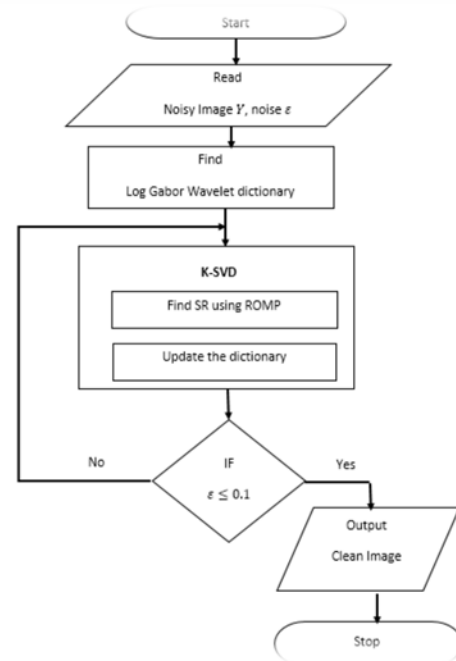 Start
Read
Noisy Image Y, noise ε
Find
Log Gabor Wavelet dictionary
K-SVD
Find SR using ROMP
Update the dictionary
No
IF
Yes
ε ≤ 0.1
Output
Clean Image
Stop